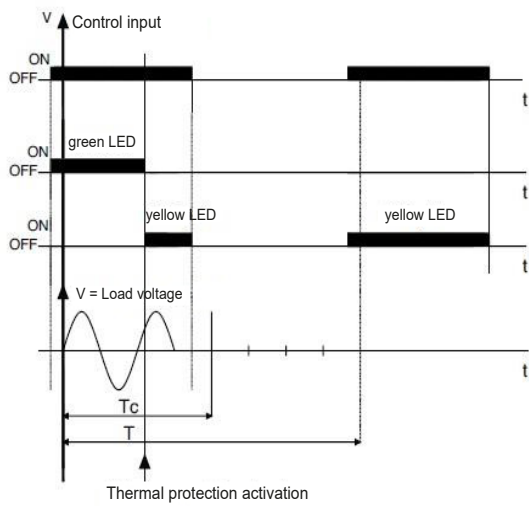 V Control input
ON
OFF
t
green LED
ON
OFF
t
yellow LED yellow LED
ON
OFF
t
V = Load voltage
t
Tc
T
Thermal protection activation